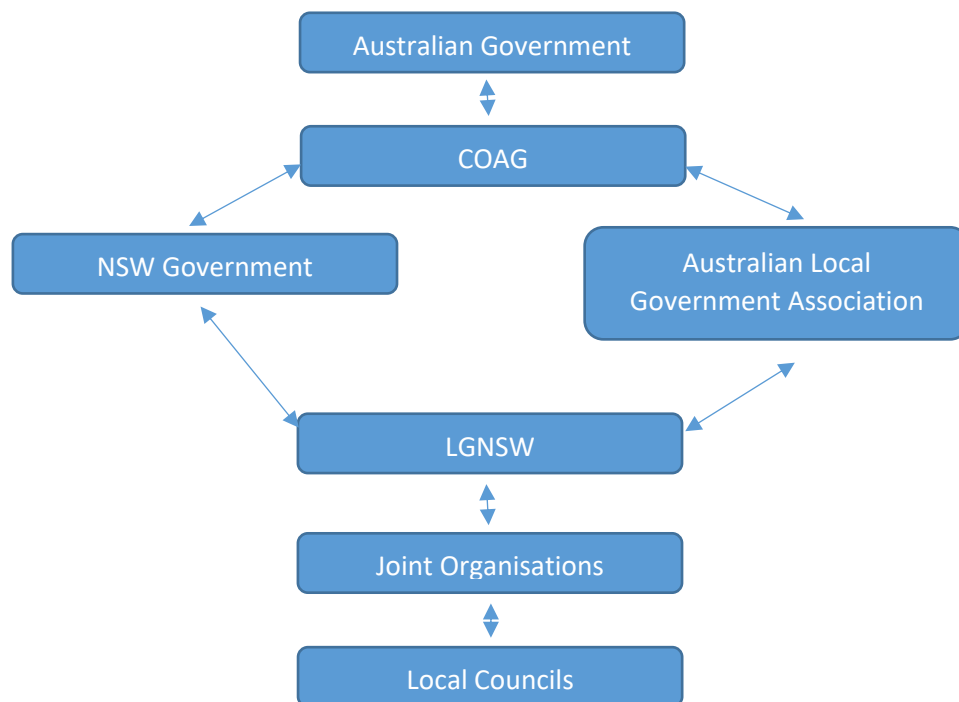 Australian Government
COAG
NSW Government
Australian Local
Government Association
LGNSW
Joint Organisations
Local Councils